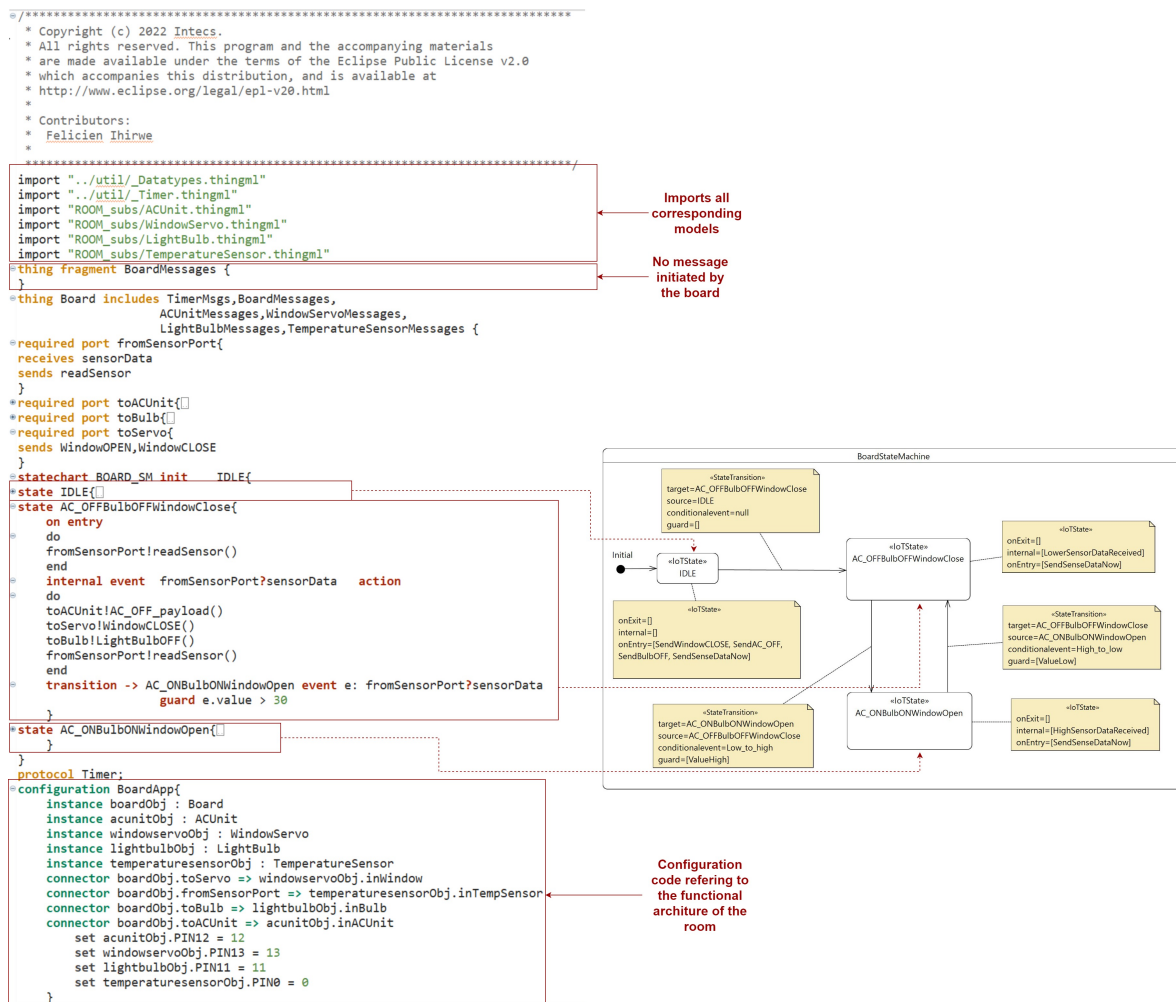 /*****************************************************************************
* Copyright (c) 2022 Intecs.
* All rights reserved. This program and the accompanying materials
* are made available under the terms of the Eclipse Public License v2.0
* which accompanies this distribution, and is available at
* http://www.eclipse.org/legal/epl-v20.html
*
* Contributors:
*  Felicien Ihirwe
*
*****************************************************************************/
import "../util/_Datatypes.thingml"
import "../util/_Timer.thingml"
import "ROOM_subs/ACUnit.thingml"
import "ROOM_subs/WindowServo.thingml"
import "ROOM_subs/LightBulb.thingml"
import "ROOM_subs/TemperatureSensor.thingml"
Imports all
corresponding
models
thing fragment BoardMessages {
}
No message
initiated by
the board
thing Board includes TimerMsgs,BoardMessages,
ACUnitMessages,WindowServoMessages,
LightBulbMessages,TemperatureSensorMessages {
required port fromSensorPort{
receives sensorData
sends readSensor
}
required port toACUnit{
required port toBulb{
required port toServo{
sends WindowOPEN,WindowCLOSE
}
statechart BOARD_SM init    IDLE{
state IDLE{
state AC_OFFBulbOFFWindowClose{
on entry
do
fromSensorPort!readSensor()
end
internal event  fromSensorPort?sensorData   action
do
toACUnit!AC_OFF_payload()
toServo!WindowCLOSE()
toBulb!LightBulbOFF()
fromSensorPort!readSensor()
end
transition -> AC_ONBulbONWindowOpen event e: fromSensorPort?sensorData
guard e.value > 30
}
state AC_ONBulbONWindowOpen{
}
}
protocol Timer;
configuration BoardApp{
instance boardObj : Board
instance acunitObj : ACUnit
instance windowservoObj : WindowServo
instance lightbulbObj : LightBulb
instance temperaturesensorObj : TemperatureSensor
connector boardObj.toServo => windowservoObj.inWindow
connector boardObj.fromSensorPort => temperaturesensorObj.inTempSensor
connector boardObj.toBulb => lightbulbObj.inBulb
connector boardObj.toACUnit => acunitObj.inACUnit
set acunitObj.PIN12 = 12
set windowservoObj.PIN13 = 13
set lightbulbObj.PIN11 = 11
set temperaturesensorObj.PIN0 = 0
}
Configuration
code refering to
the functional
architure of the
room
BoardStateMachine
«StateTransition»
target=AC_OFFBulbOFFWindowClose
source=IDLE
conditionalevent=null
guard=[]
Initial
«IoTState»
IDLE
«IoTState»
AC_OFFBulbOFFWindowClose
«IoTState»
onExit=[]
internal=[LowerSensorDataReceived]
onEntry=[SendSenseDataNow]
«IoTState»
onExit=[]
internal=[]
onEntry=[SendWindowCLOSE, SendAC_OFF,
SendBulbOFF, SendSenseDataNow]
«StateTransition»
target=AC_OFFBulbOFFWindowClose
source=AC_ONBulbONWindowOpen
conditionalevent=High_to_low
guard=[ValueLow]
«StateTransition»
target=AC_ONBulbONWindowOpen
source=AC_OFFBulbOFFWindowClose
conditionalevent=Low_to_high
guard=[ValueHigh]
«IoTState»
AC_ONBulbONWindowOpen
«IoTState»
onExit=[]
internal=[HighSensorDataReceived]
onEntry=[SendSenseDataNow]